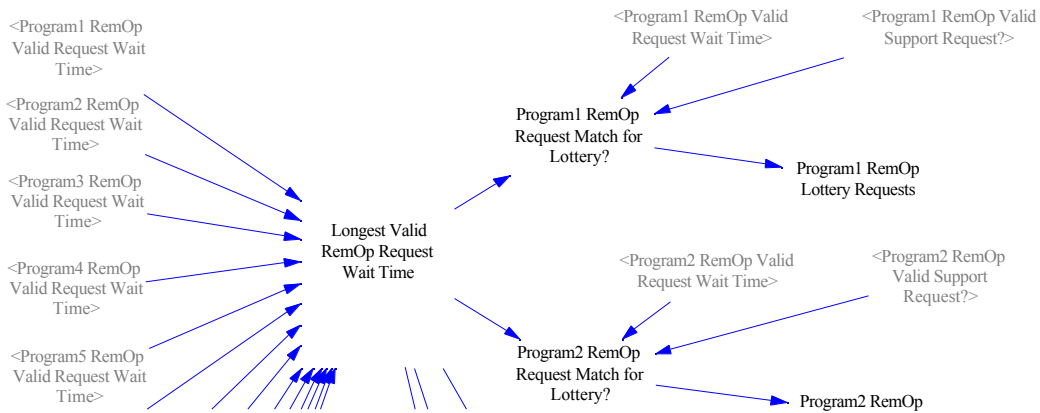 <Program1 RemOp
Valid Request Wait
Time>
<Program2 RemOp
Valid Request Wait
Time>
<Program3 RemOp
Valid Request Wait
Time>
<Program4 RemOp
Valid Request Wait
Time>
<Program5 RemOp
Valid Request Wait
Time>
Longest Valid
RemOp Request
Wait Time
<Program1 RemOp Valid
Request Wait Time>
<Program1 RemOp Valid
Support Request?>
Program1 RemOp
Request Match for
Lottery?
Program1 RemOp
Lottery Requests
<Program2 RemOp Valid
Request Wait Time>
<Program2 RemOp
Valid Support
Request?>
Program2 RemOp
Request Match for
Lottery?
Program2 RemOp